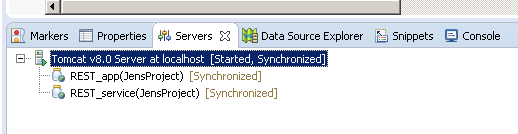 Markers Properties Servers Data Source Explorer Snippets Console
Tomcat v8.0 Server at localhost [Started, Synchronized]
REST_app(JensProject) [Synchronized]
REST_service(JensProject) [Synchronized]